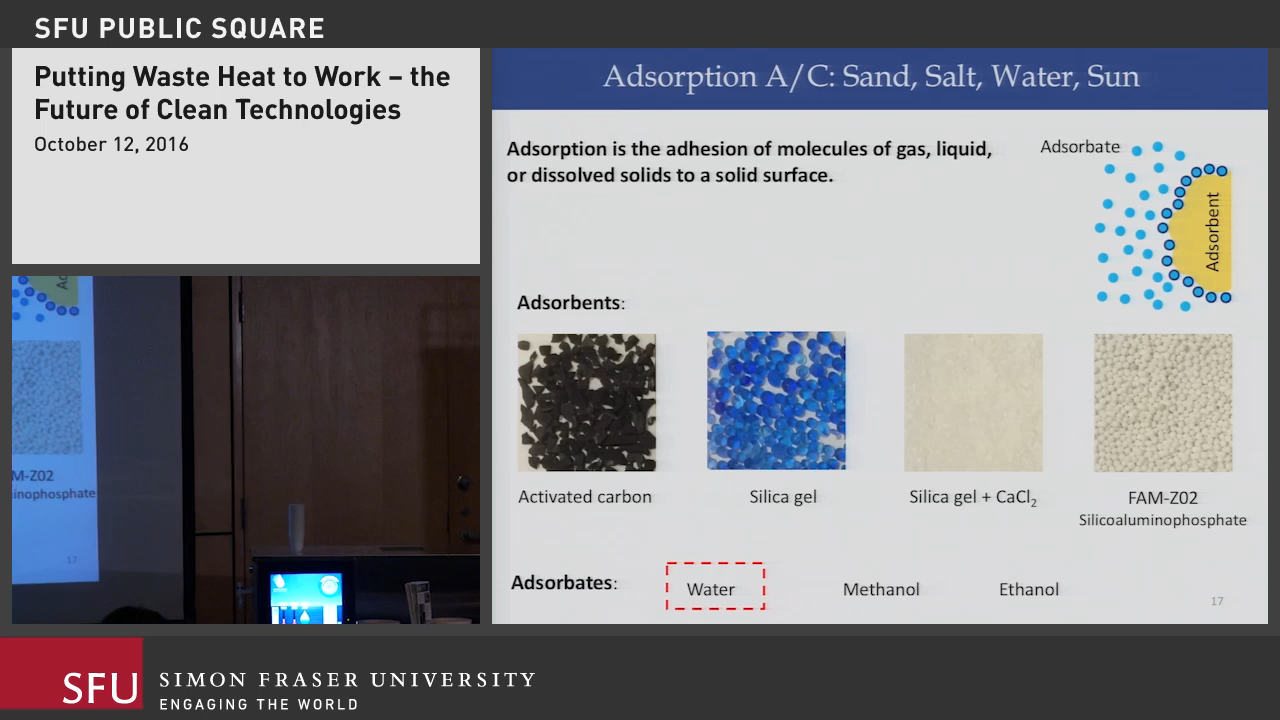 SFU PUBLIC SQUARE
Putting Waste Heat to Work – the
Future of Clean Technologies
October 12, 2016
Adsorption A/C: Sand, Salt, Water, Sun
Adsorption is the adhesion of molecules of gas, liquid,
or dissolved solids to a solid surface.
Adsorbate
Adsorbent
Adsorbents:
Activated carbon
Silica gel
Silica gel + CaCl₂
FAM-Z02
Silicoaluminophosphate
Adsorbates:
Water
Methanol
Ethanol
17
M-Z02
inophosphate
17
SFU
SIMON FRASER UNIVERSITY
ENGAGING THE WORLD